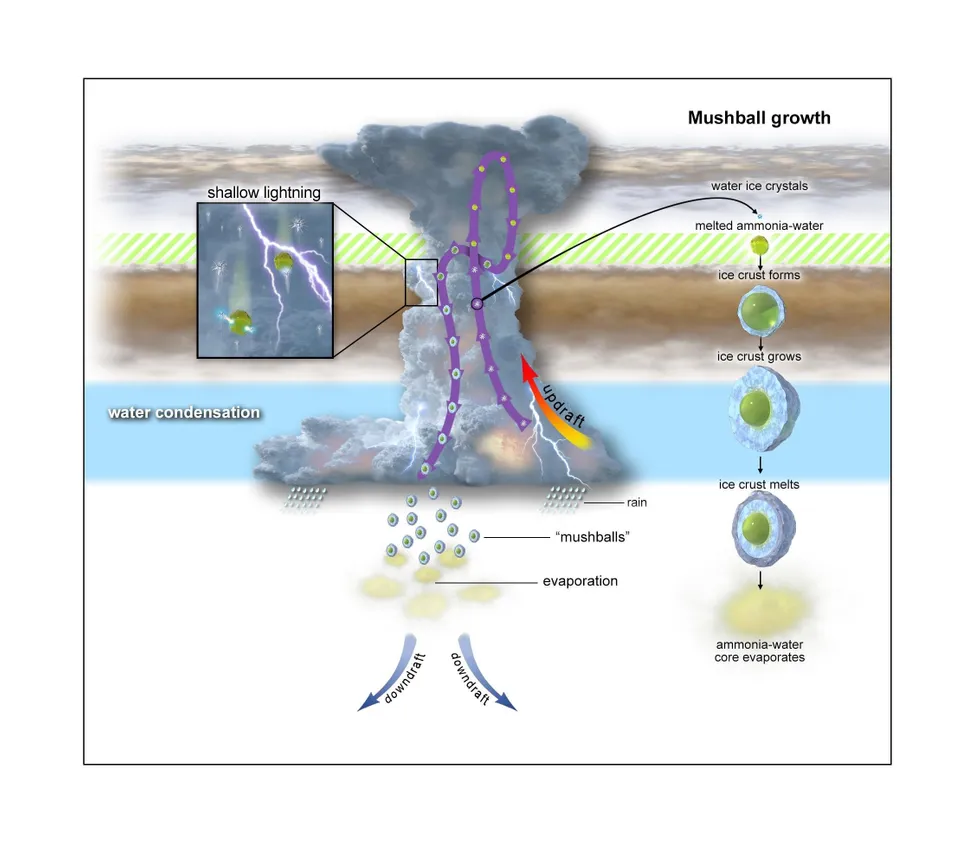 Mushball growth
shallow lightning
water ice crystals
melted ammonia-water
ice crust forms
ice crust grows
water condensation
updraft
ice crust melts
rain
“mushballs”
evaporation
downdraft
downdraft
ammonia-water
core evaporates